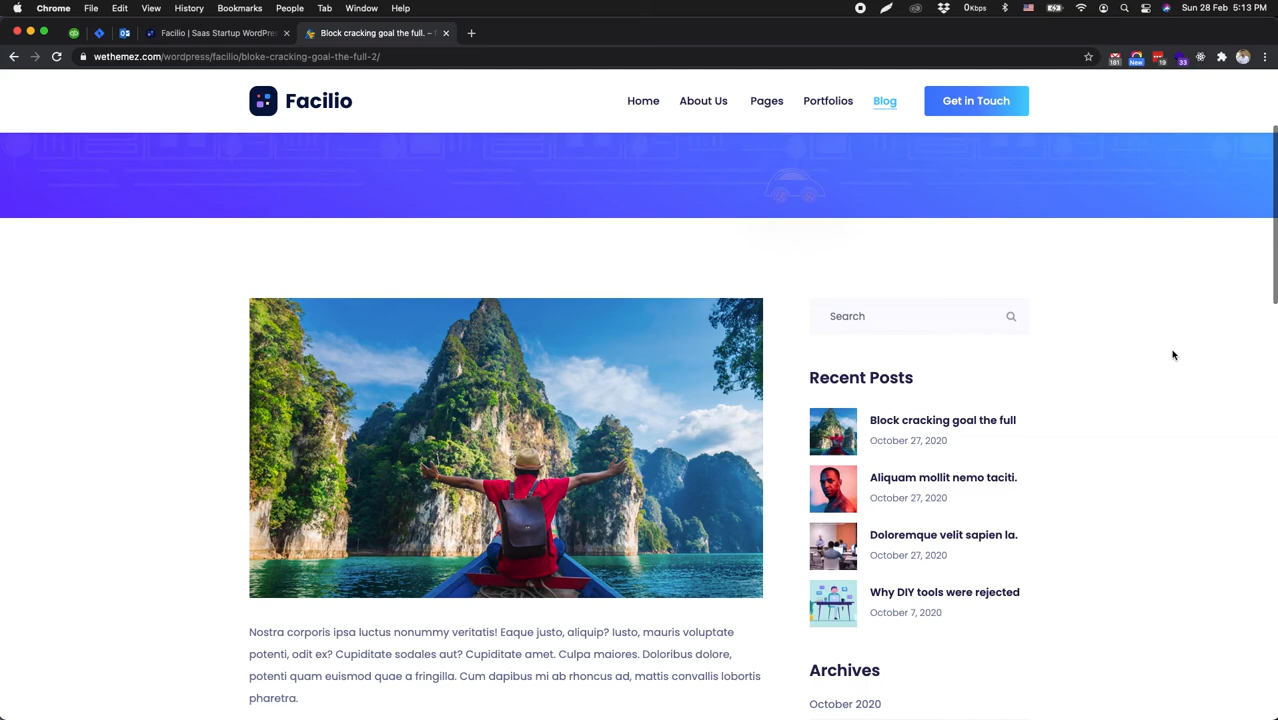 Chrome File Edit View History Bookmarks People Tab Window Help
0Kbps Sun 28 Feb 5:13 PM
Facilio | Saas Startup WordPre
Block cracking goal the full. –
wethemez.com/wordpress/facilio/bloke-cracking-goal-the-full-2/
181 New 19 33
Facilio
Home About Us Pages Portfolios Blog Get in Touch
Search
Recent Posts
Block cracking goal the full
October 27, 2020
Aliquam mollit nemo taciti.
October 27, 2020
Doloremque velit sapien la.
October 27, 2020
Why DIY tools were rejected
October 7, 2020
Archives
October 2020
Nostra corporis ipsa luctus nonummy veritatis! Eaque justo, aliquip? Iusto, mauris voluptate
potenti, odit ex? Cupiditate sodales aut? Cupiditate amet. Culpa maiores. Doloribus dolore,
potenti quam euismod quae a fringilla. Cum dapibus mi ab rhoncus ad, mattis convallis lobortis
pharetra.